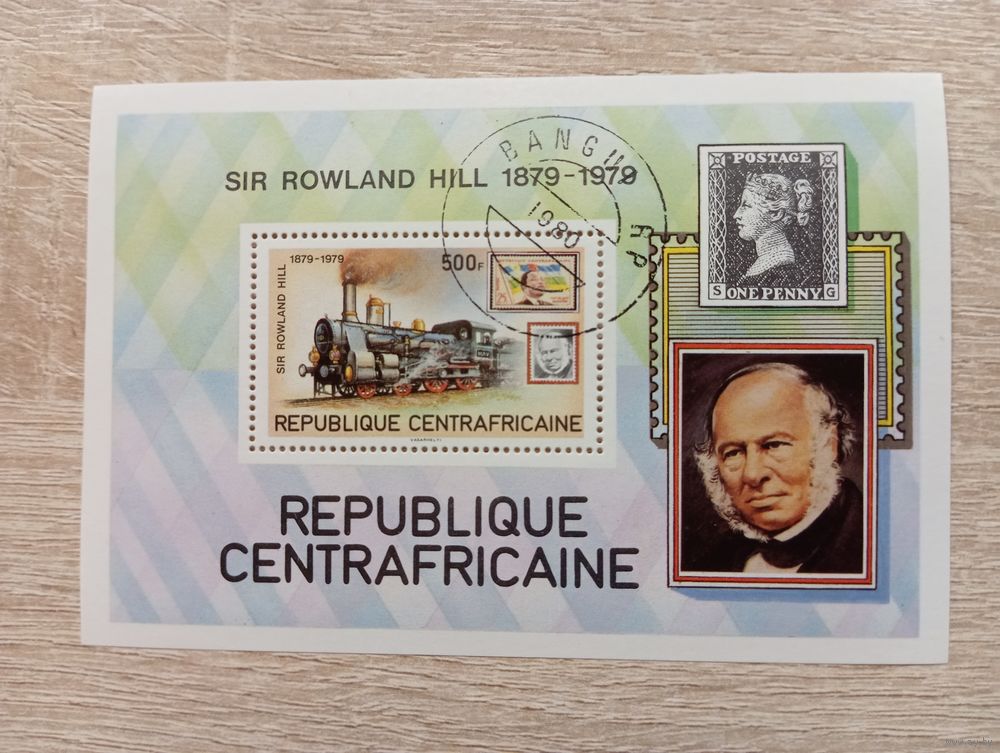 BANGUI
SIR ROWLAND HILL 1879-1979
1980
R P
1879-1979
500F
SIR ROWLAND HILL
REPUBLIQUE CENTRAFRICAINE
VASARHELYI
POSTAGE
S ONE PENNY G
REPUBLIQUE
CENTRAFRICAINE